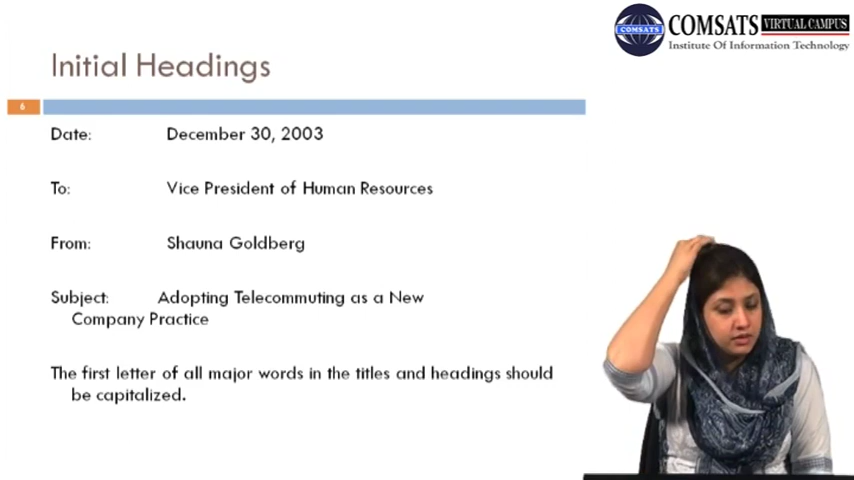 COMSATS VIRTUAL CAMPUS
COMSATS
Institute Of Information Technology
Initial Headings
6
Date: December 30, 2003
To: Vice President of Human Resources
From: Shauna Goldberg
Subject: Adopting Telecommuting as a New
Company Practice
The first letter of all major words in the titles and headings should
be capitalized.